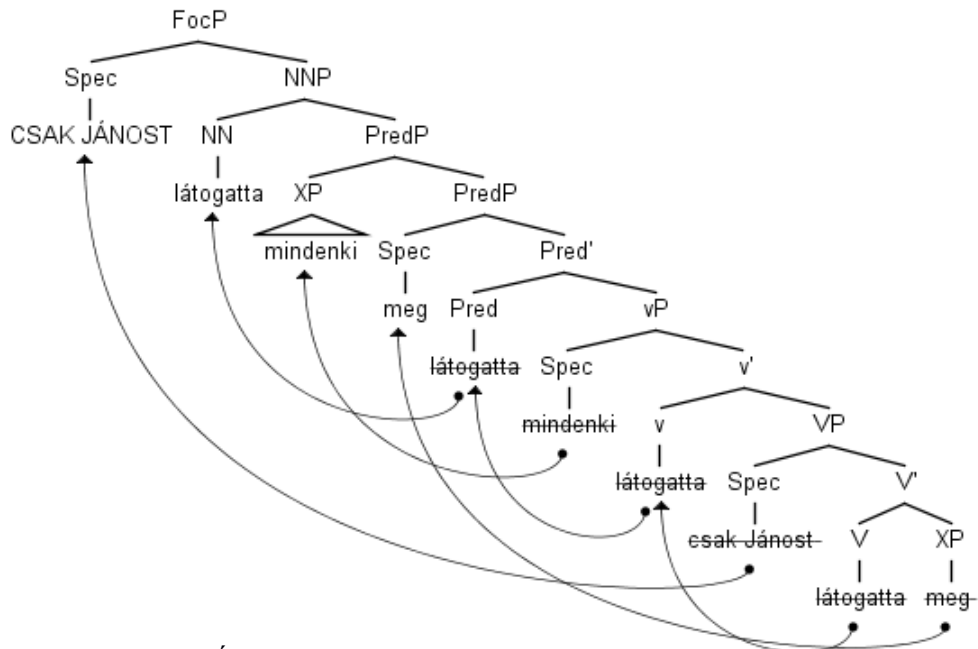 FocP
Spec NNP
CSAK JÁNOST NN PredP
látogatta XP PredP
mindenki Spec Pred'
meg Pred vP
látogatta Spec v'
mindenki v VP
látogatta Spec V'
csak Jánost V XP
látogatta meg